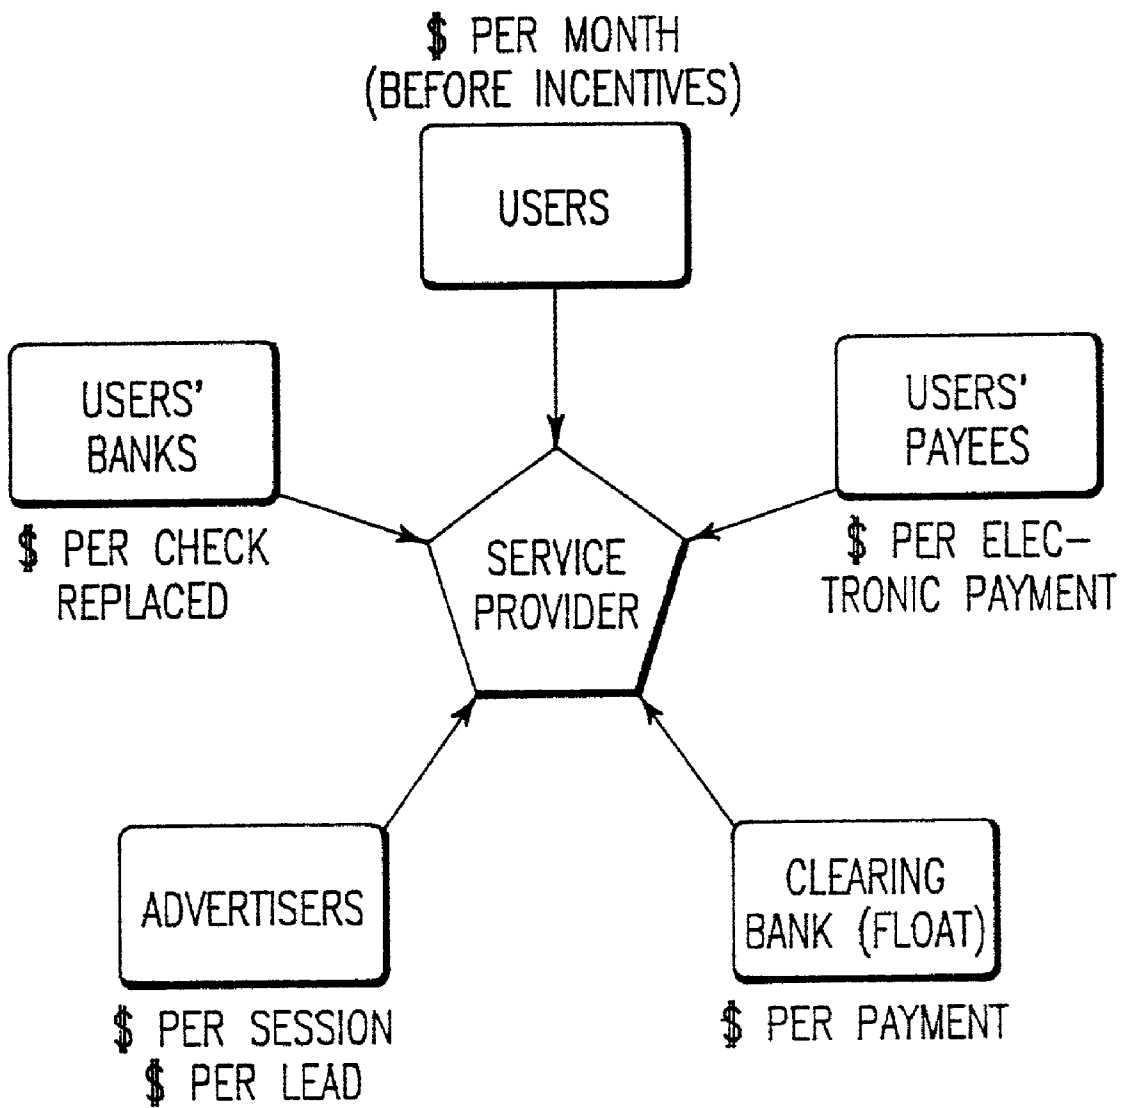 $ PER MONTH
(BEFORE INCENTIVES)
USERS
USERS'
BANKS
$ PER CHECK
REPLACED
USERS'
PAYEES
$ PER ELEC-
TRONIC PAYMENT
SERVICE
PROVIDER
ADVERTISERS
$ PER SESSION
$ PER LEAD
CLEARING
BANK (FLOAT)
$ PER PAYMENT